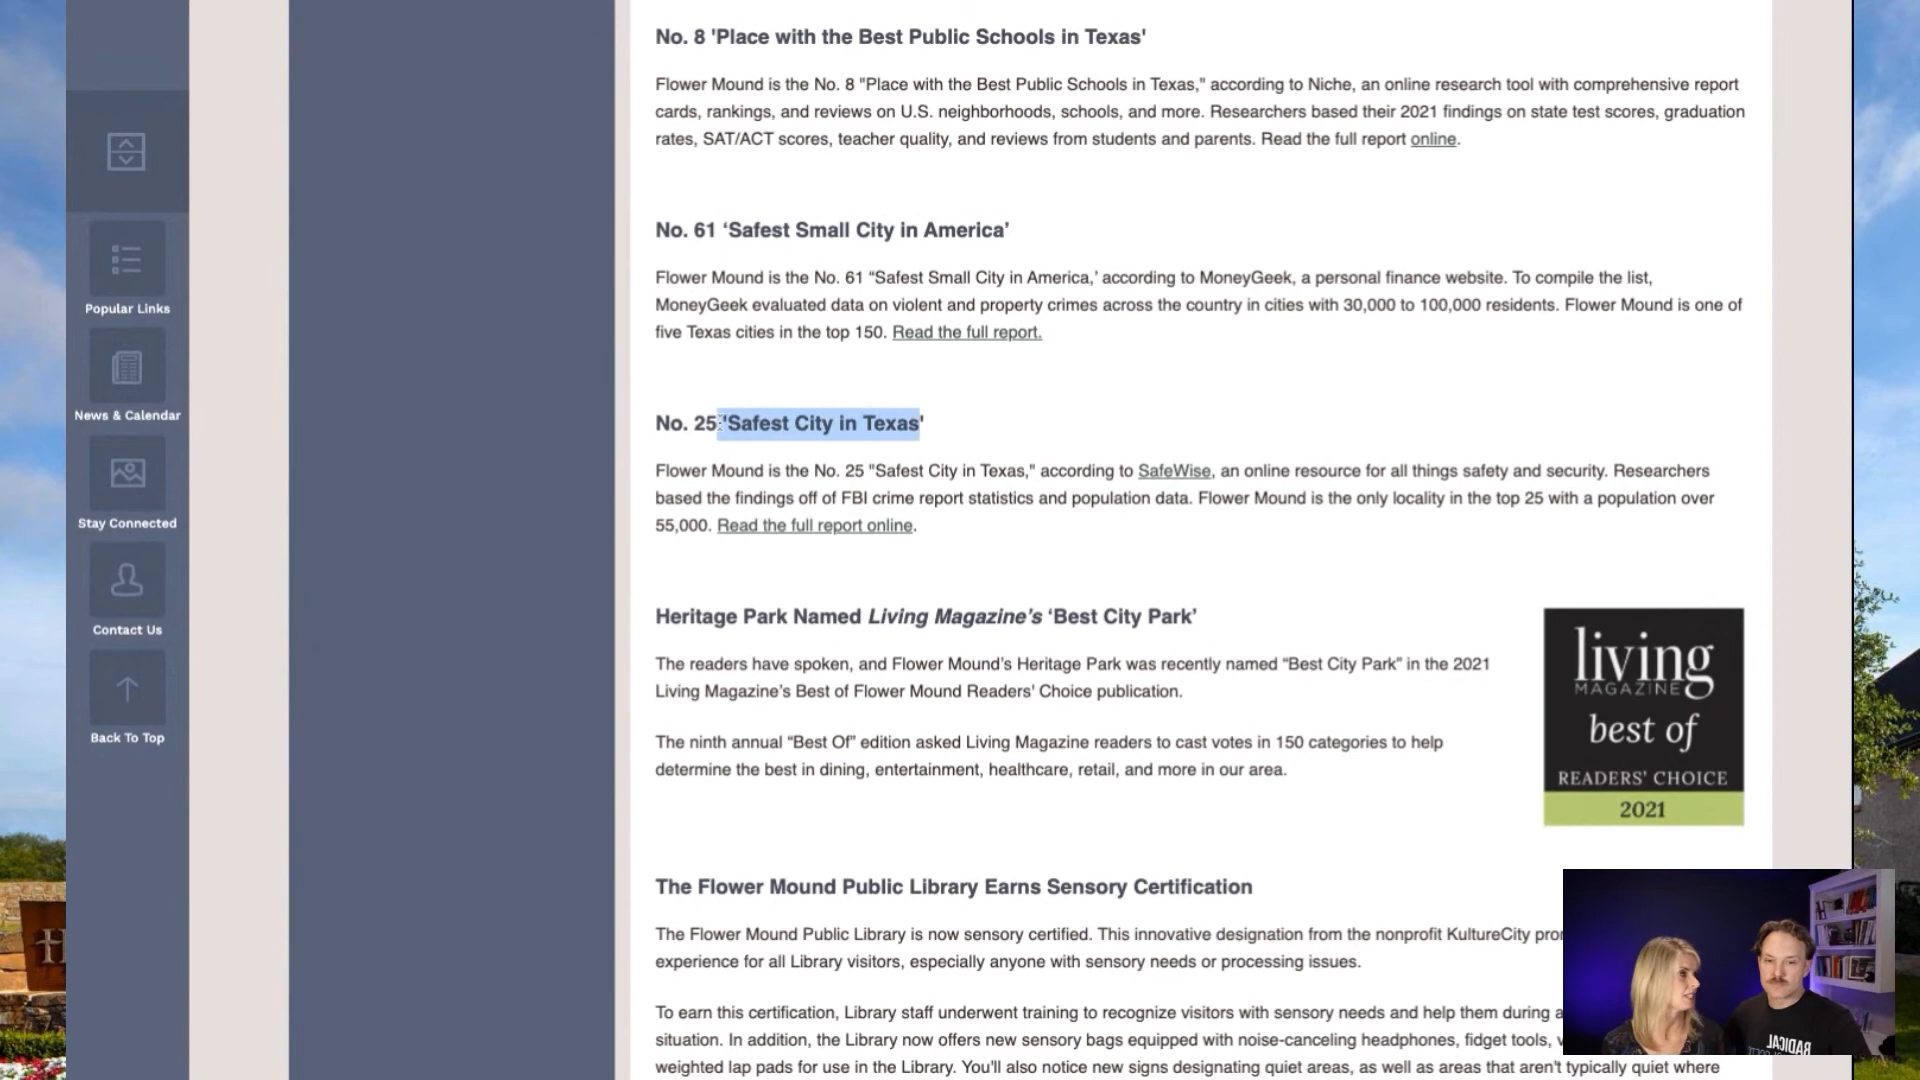 No. 8 'Place with the Best Public Schools in Texas'
Flower Mound is the No. 8 "Place with the Best Public Schools in Texas," according to Niche, an online research tool with comprehensive report
cards, rankings, and reviews on U.S. neighborhoods, schools, and more. Researchers based their 2021 findings on state test scores, graduation
rates, SAT/ACT scores, teacher quality, and reviews from students and parents. Read the full report online.
No. 61 ‘Safest Small City in America’
Flower Mound is the No. 61 “Safest Small City in America,’ according to MoneyGeek, a personal finance website. To compile the list,
MoneyGeek evaluated data on violent and property crimes across the country in cities with 30,000 to 100,000 residents. Flower Mound is one of
five Texas cities in the top 150. Read the full report.
No. 25 'Safest City in Texas'
Flower Mound is the No. 25 "Safest City in Texas," according to SafeWise, an online resource for all things safety and security. Researchers
based the findings off of FBI crime report statistics and population data. Flower Mound is the only locality in the top 25 with a population over
55,000. Read the full report online.
Heritage Park Named Living Magazine’s ‘Best City Park’
The readers have spoken, and Flower Mound’s Heritage Park was recently named “Best City Park” in the 2021
Living Magazine’s Best of Flower Mound Readers' Choice publication.
The ninth annual “Best Of” edition asked Living Magazine readers to cast votes in 150 categories to help
determine the best in dining, entertainment, healthcare, retail, and more in our area.
living
MAGAZINE
best of
READERS' CHOICE
2021
The Flower Mound Public Library Earns Sensory Certification
The Flower Mound Public Library is now sensory certified. This innovative designation from the nonprofit KultureCity
experience for all Library visitors, especially anyone with sensory needs or processing issues.
To earn this certification, Library staff underwent training to recognize visitors with sensory needs and help them during a
situation. In addition, the Library now offers new sensory bags equipped with noise-canceling headphones, fidget tools,
weighted lap pads for use in the Library. You'll also notice new signs designating quiet areas, as well as areas that aren't typically quiet where
Popular Links
News & Calendar
Stay Connected
Contact Us
Back To Top
RADICAL